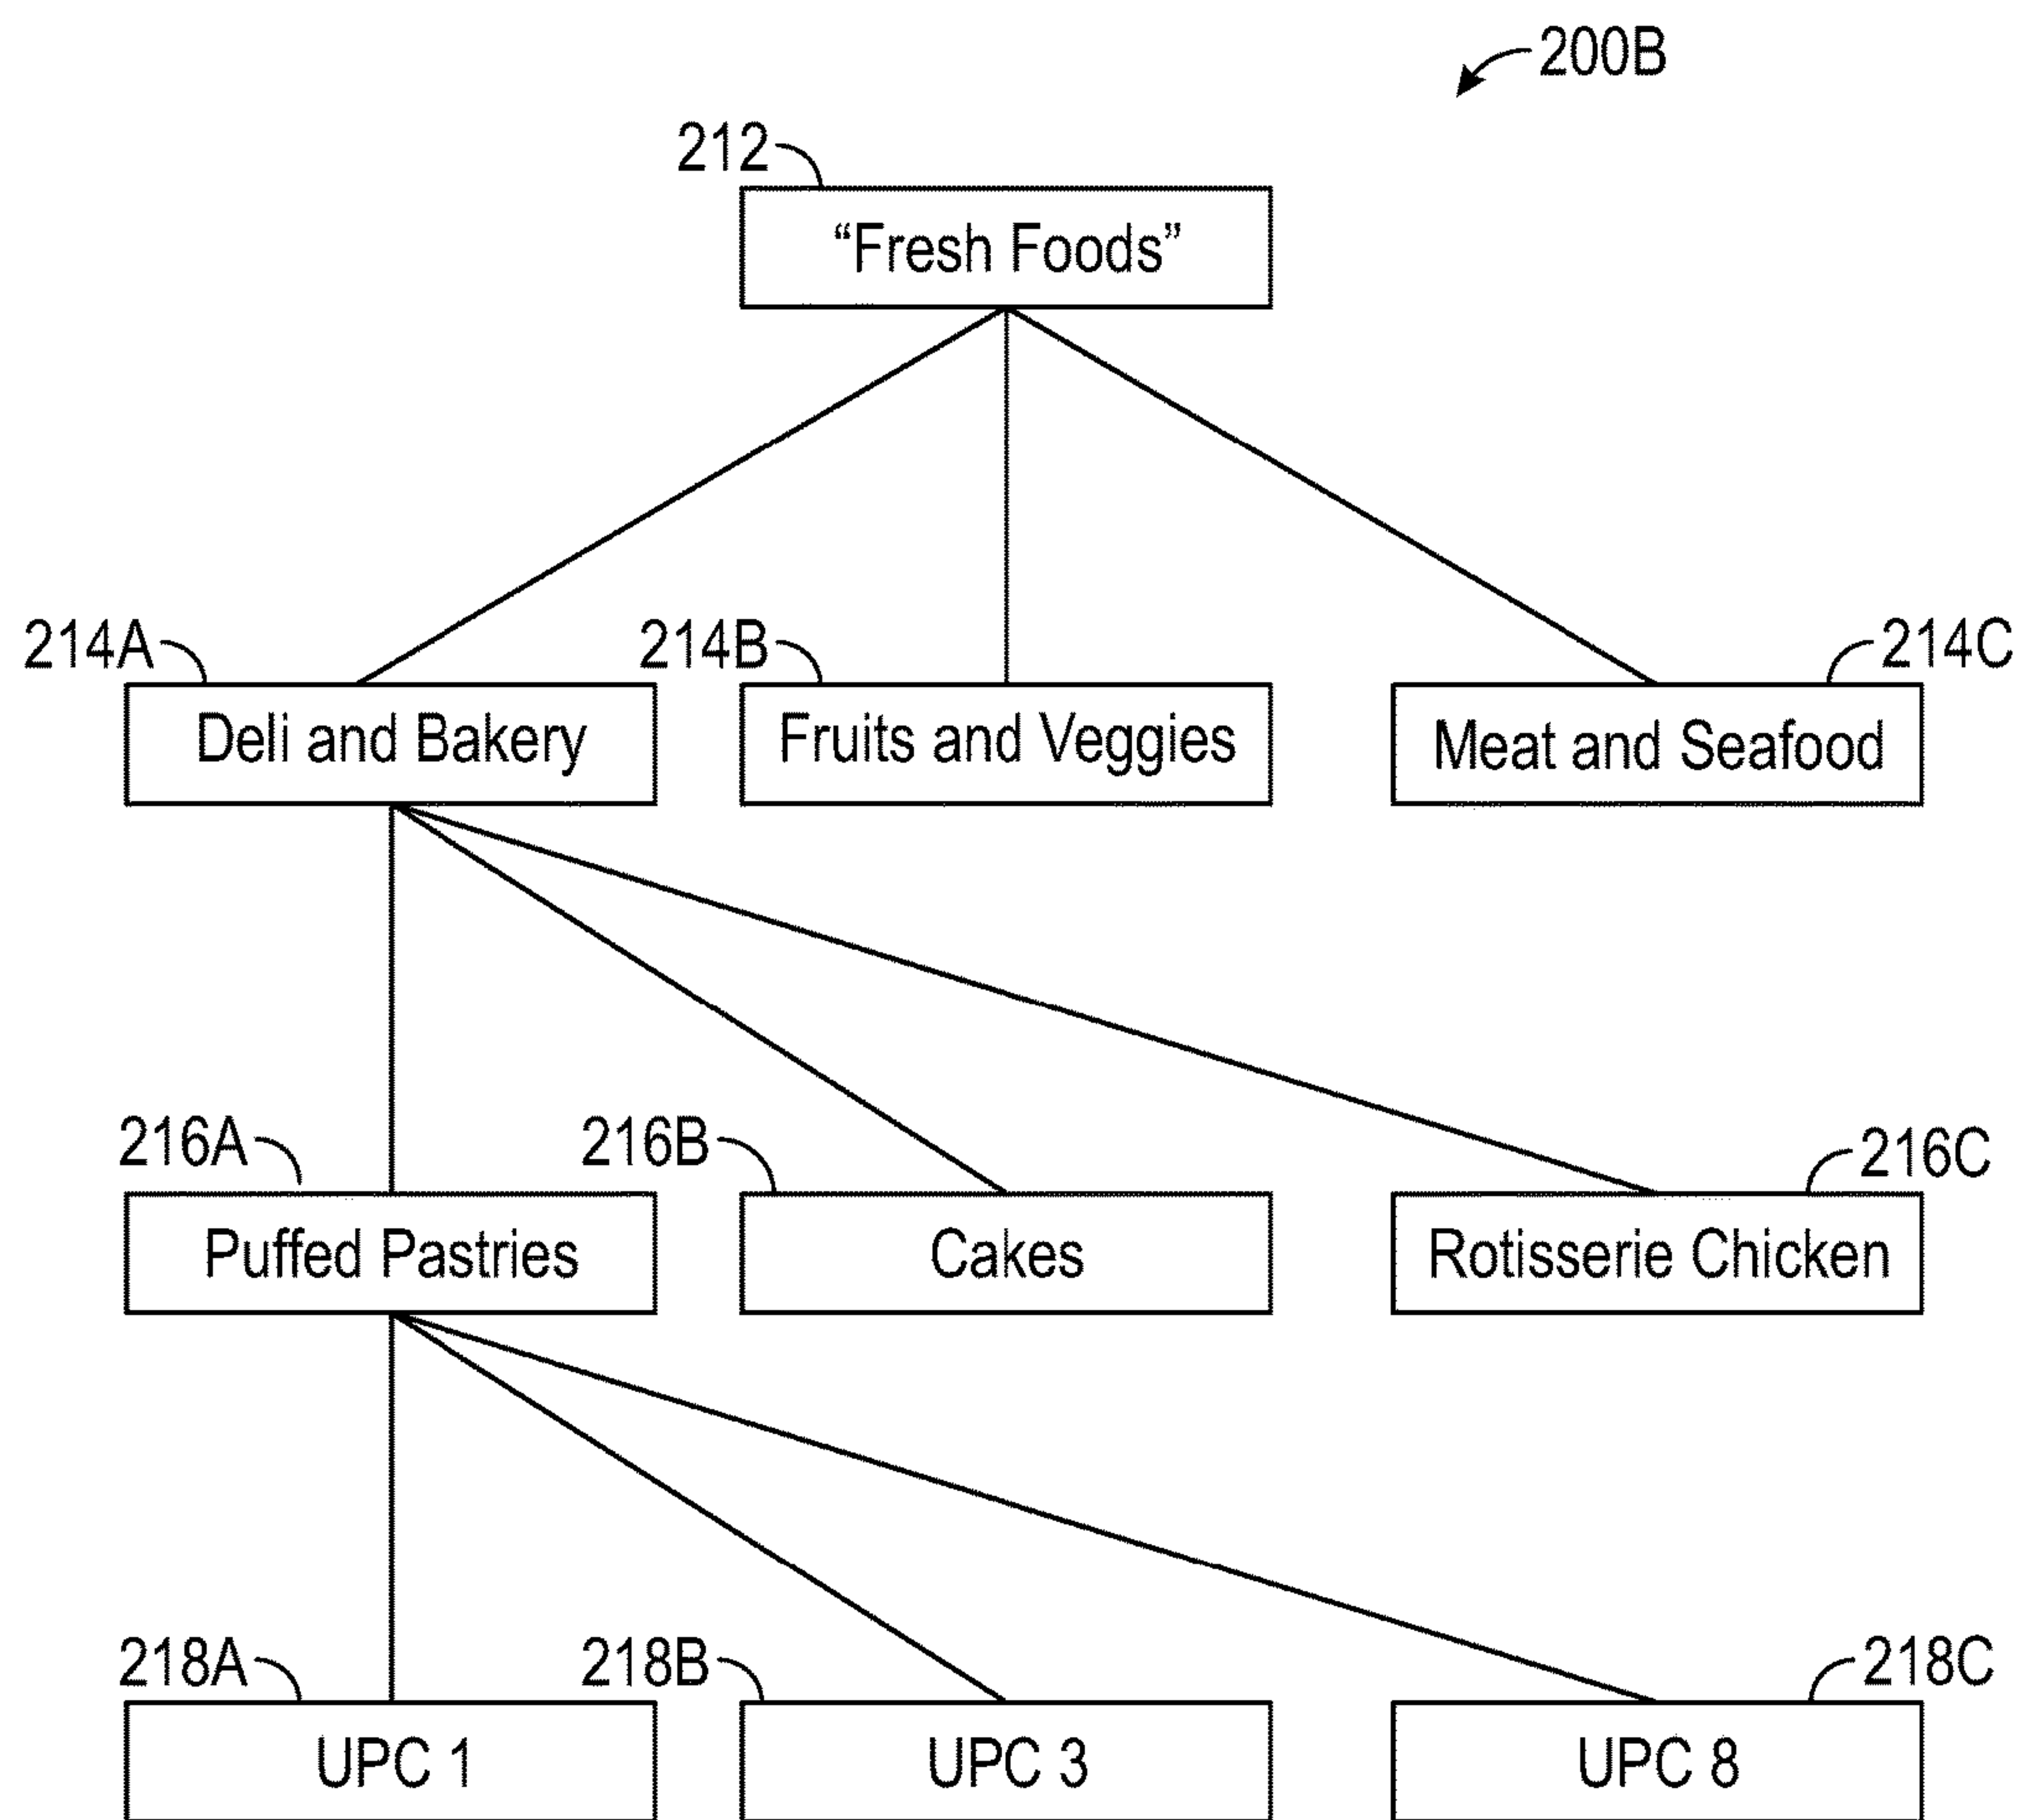 200B
212
“Fresh Foods”
214A
214B
214C
Deli and Bakery
Fruits and Veggies
Meat and Seafood
216A
216B
216C
Puffed Pastries
Cakes
Rotisserie Chicken
218A
218B
218C
UPC 1
UPC 3
UPC 8